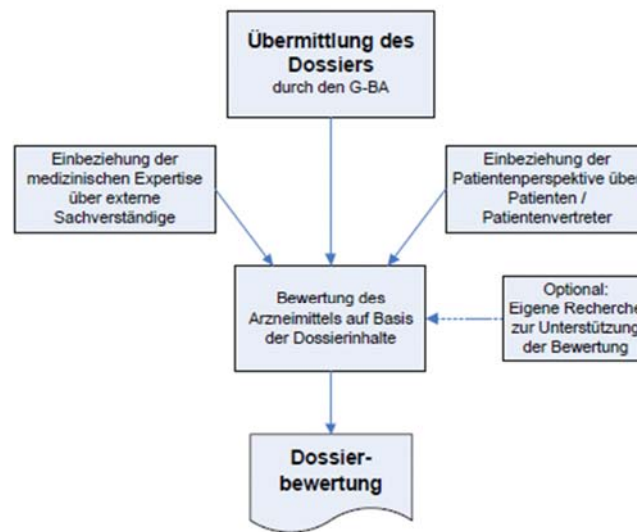 Übermittlung des
Dossiers
durch den G-BA
Einbeziehung der
medizinischen Expertise
über externe
Sachverständige
Einbeziehung der
Patientenperspektive über
Patienten /
Patientenvertreter
Bewertung des
Arzneimittels auf Basis
der Dossierinhalte
Optional:
Eigene Recherche
zur Unterstützung
der Bewertung
Dossier-
bewertung